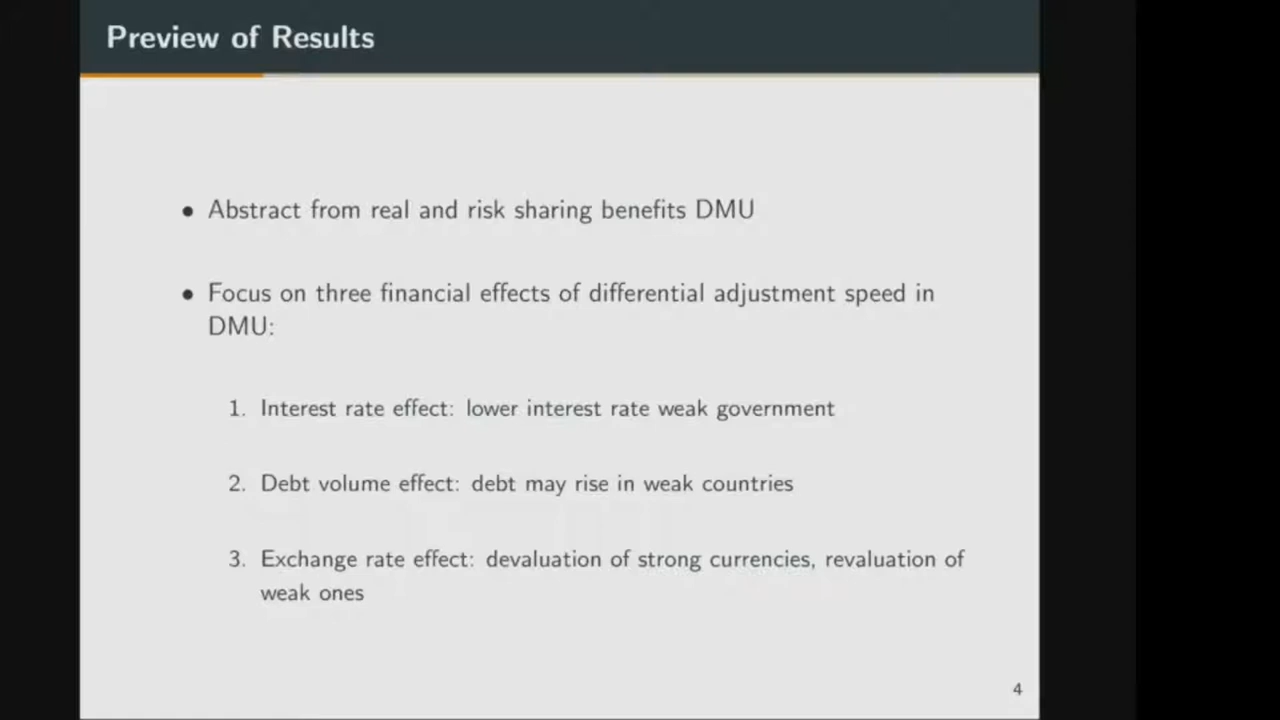 Preview of Results
• Abstract from real and risk sharing benefits DMU
• Focus on three financial effects of differential adjustment speed in
DMU:
1. Interest rate effect: lower interest rate weak government
2. Debt volume effect: debt may rise in weak countries
3. Exchange rate effect: devaluation of strong currencies, revaluation of
weak ones
4